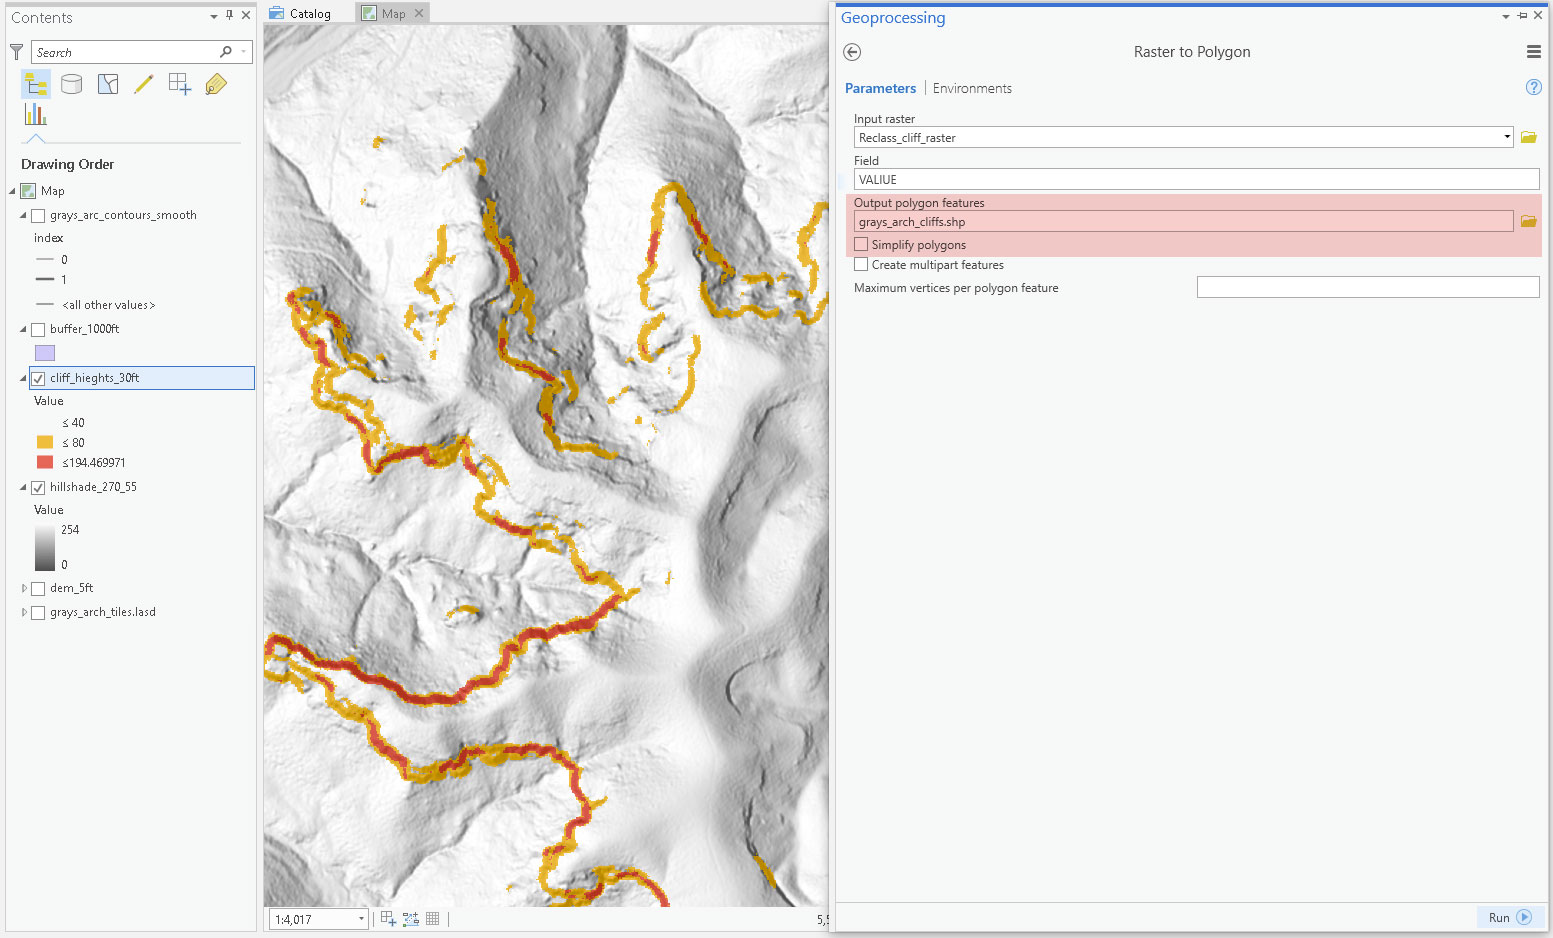 Contents
Search
Drawing Order
Map
grays_arc_contours_smooth
index
0
1
<all other values>
buffer_1000ft
cliff_hieghts_30ft
Value
≤ 40
≤ 80
≤194.469971
hillshade_270_55
Value
254
0
dem_5ft
grays_arch_tiles.lasd
Catalog
Map
1:4,017
Geoprocessing
Raster to Polygon
Parameters | Environments
?
Input raster
Reclass_cliff_raster
Field
VALIUE
Output polygon features
grays_arch_cliffs.shp
Simplify polygons
Create multipart features
Maximum vertices per polygon feature
Run